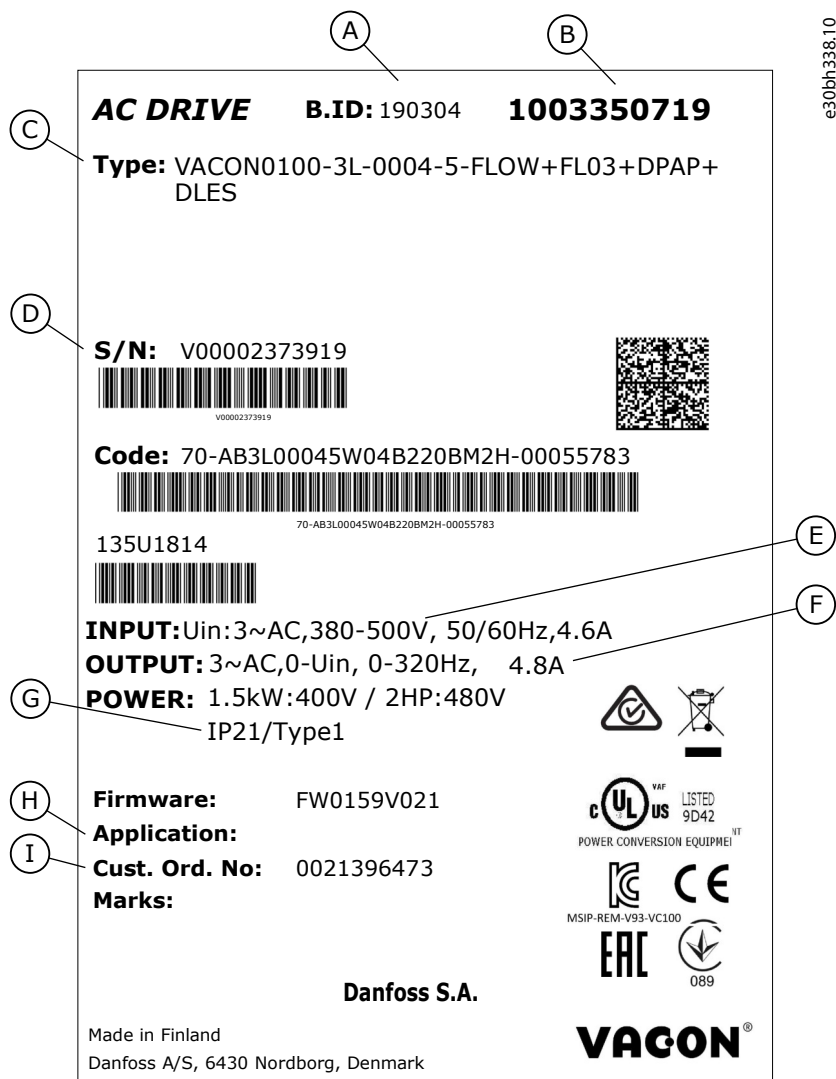 A
B
e30bh338.10
AC DRIVE B.ID: 190304 1003350719
C
Type: VACON0100-3L-0004-5-FLOW+FL03+DPAP+
DLES
D
S/N: V00002373919
V00002373919
Code: 70-AB3L00045W04B220BM2H-00055783
70-AB3L00045W04B220BM2H-00055783
135U1814
E
INPUT:Uin:3~AC,380-500V, 50/60Hz,4.6A
F
OUTPUT: 3~AC,0-Uin, 0-320Hz, 4.8A
G
POWER: 1.5kW:400V / 2HP:480V
IP21/Type1
H
Firmware: FW0159V021
Application:
I
Cust. Ord. No: 0021396473
Marks:
C UL US VAF LISTED
9D42
POWER CONVERSION EQUIPMENT
KC CE
MSIP-REM-V93-VC100
EAC
089
Danfoss S.A.
Made in Finland
Danfoss A/S, 6430 Nordborg, Denmark
VACON®